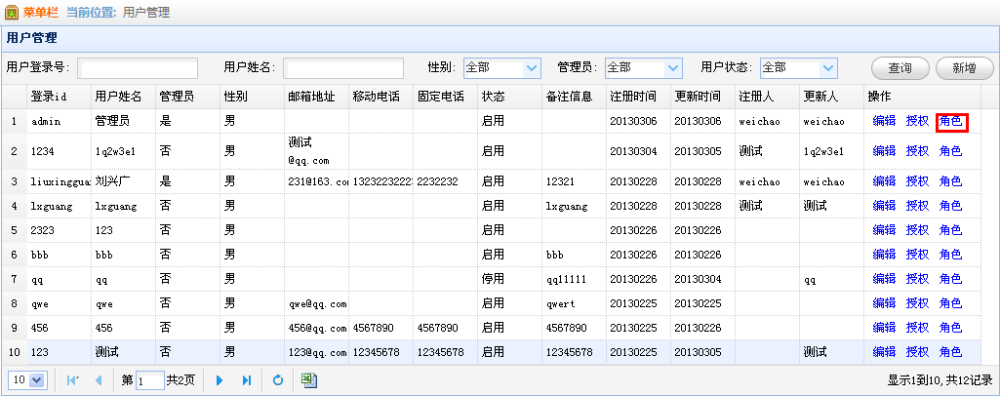 菜单栏 当前位置: 用户管理
用户管理
用户登录号: 用户姓名: 性别: 全部 管理员: 全部 用户状态: 全部 查询 新增
登录id 用户姓名 管理员 性别 邮箱地址 移动电话 固定电话 状态 备注信息 注册时间 更新时间 注册人 更新人 操作
1 admin 管理员 是 男 启用 20130306 20130306 weichao weichao 编辑 授权 角色
2 1234 1q2w3e1 否 男 测试 @qq.com 启用 20130304 20130305 测试 1q2w3e1 编辑 授权 角色
3 liuxinggua 刘兴广 是 男 231@163.com 13232232223 2232232 启用 12321 20130228 20130228 weichao weichao 编辑 授权 角色
4 lxguang lxguang 否 男 启用 lxguang 20130228 20130228 测试 测试 编辑 授权 角色
5 2323 123 否 男 启用 20130226 20130226 编辑 授权 角色
6 bbb bbb 否 男 启用 bbb 20130226 20130226 编辑 授权 角色
7 qq qq 否 男 停用 qq11111 20130226 20130304 qq 编辑 授权 角色
8 qwe qwe 否 男 qwe@qq.com 启用 qwert 20130225 20130225 编辑 授权 角色
9 456 456 否 男 456@qq.com 4567890 4567890 启用 4567890 20130225 20130226 编辑 授权 角色
10 123 测试 否 男 123@qq.com 12345678 12345678 启用 12345678 20130225 20130305 测试 编辑 授权 角色
10 第 1 共2页 显示1到10, 共12记录